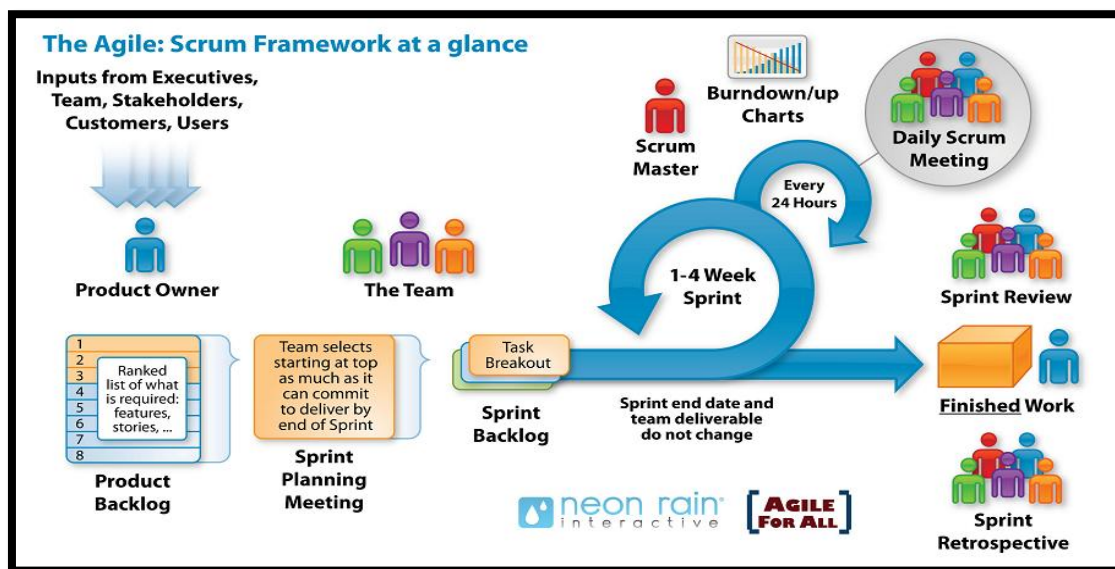 The Agile: Scrum Framework at a glance
Inputs from Executives,
Team, Stakeholders,
Customers, Users
Product Owner
The Team
Scrum
Master
Burndown/up
Charts
Daily Scrum
Meeting
Every
24 Hours
1-4 Week
Sprint
Sprint Review
1
2
3
4
5
6
7
8
Ranked
list of what
is required:
features,
stories, ...
Product
Backlog
Team selects
starting at top
as much as it
can commit
to deliver by
end of Sprint
Sprint
Planning
Meeting
Task
Breakout
Sprint
Backlog
Sprint end date and
team deliverable
do not change
Finished Work
Sprint
Retrospective
neon rain®
interactive
AGILE
FOR ALL